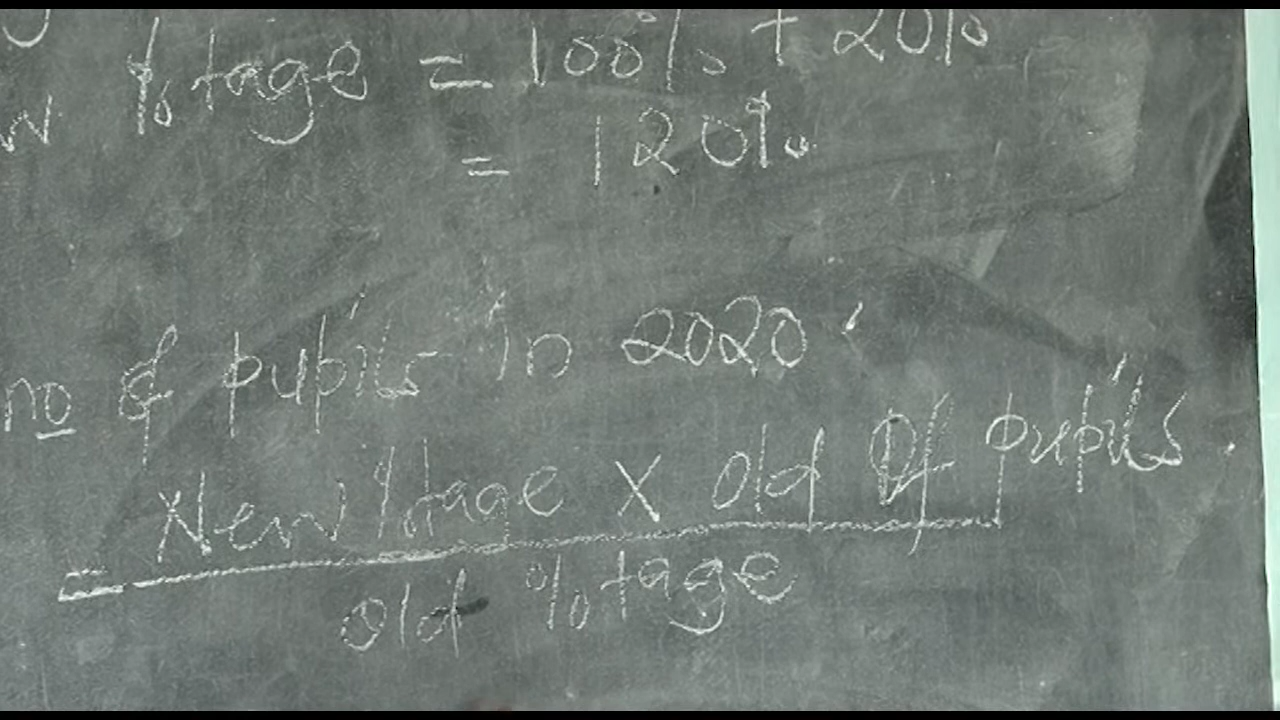 %tage = 100% + 20%
w = 120%
no of pupils in 2020
= New %tage X Old of pupils.
Old %tage